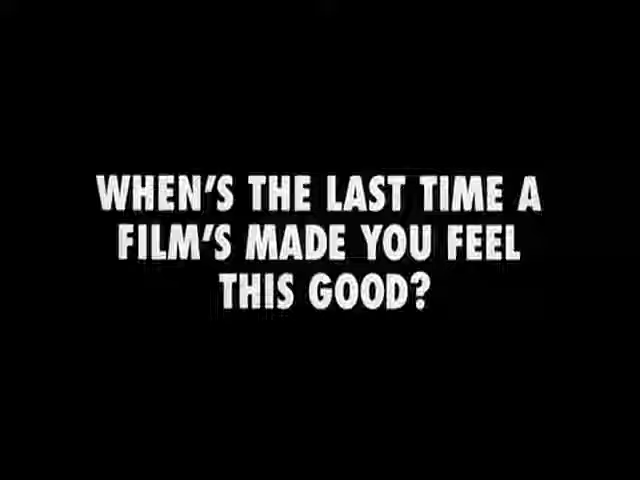 WHEN'S THE LAST TIME A
FILM'S MADE YOU FEEL
THIS GOOD?